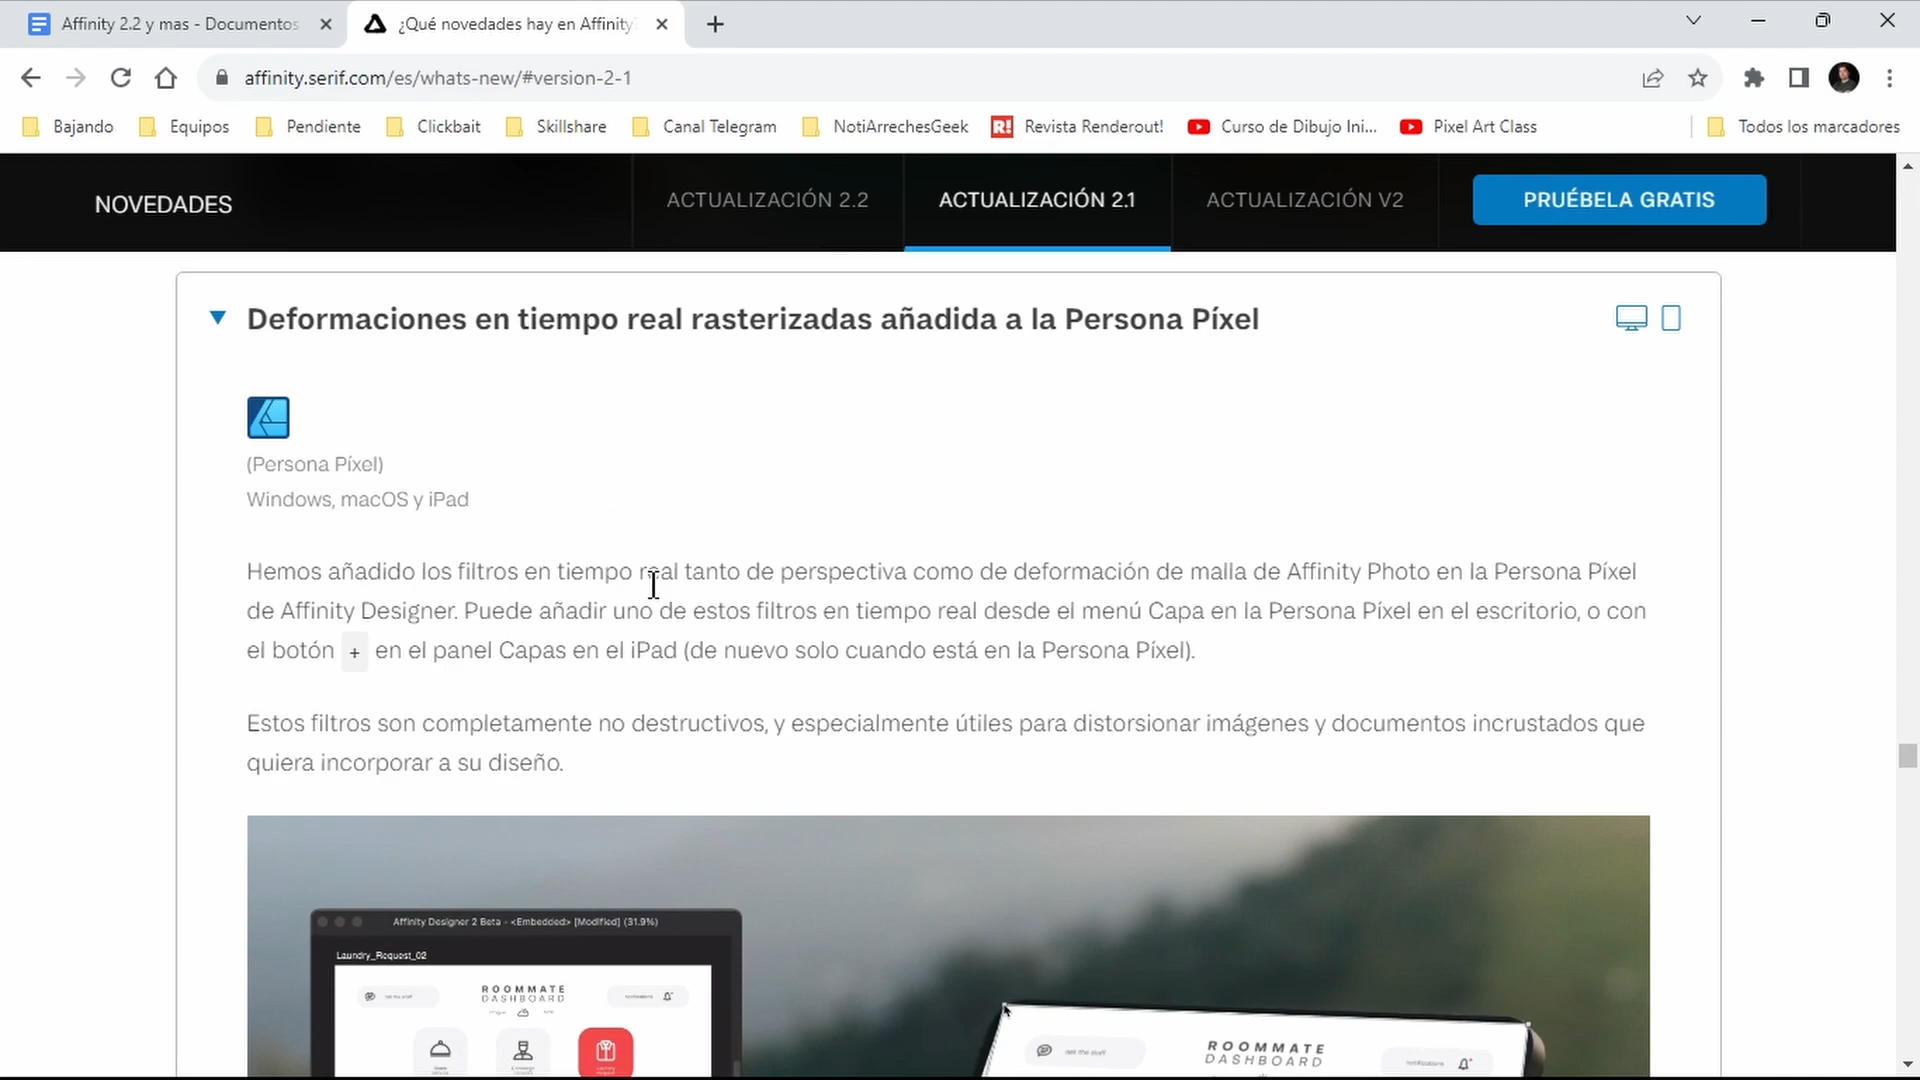 Affinity 2.2 y mas - Documentos
¿Qué novedades hay en Affinity?
affinity.serif.com/es/whats-new/#version-2-1
Bajando
Equipos
Pendiente
Clickbait
Skillshare
Canal Telegram
NotiArrechesGeek
R!
Revista Renderout!
Curso de Dibujo Ini...
Pixel Art Class
Todos los marcadores
NOVEDADES
ACTUALIZACIÓN 2.2
ACTUALIZACIÓN 2.1
ACTUALIZACIÓN V2
PRUÉBELA GRATIS
Deformaciones en tiempo real rasterizadas añadida a la Persona Píxel
(Persona Píxel)
Windows, macOS y iPad
Hemos añadido los filtros en tiempo real tanto de perspectiva como de deformación de malla de Affinity Photo en la Persona Píxel
de Affinity Designer. Puede añadir uno de estos filtros en tiempo real desde el menú Capa en la Persona Píxel en el escritorio, o con
el botón + en el panel Capas en el iPad (de nuevo solo cuando está en la Persona Píxel).
Estos filtros son completamente no destructivos, y especialmente útiles para distorsionar imágenes y documentos incrustados que
quiera incorporar a su diseño.
Affinity Designer 2 Beta - <Embedded> [Modified] (31.9%)
Laundry_Request_02
ROOMMATE
DASHBOARD
notifications
ROOMMATE
DASHBOARD
notifications